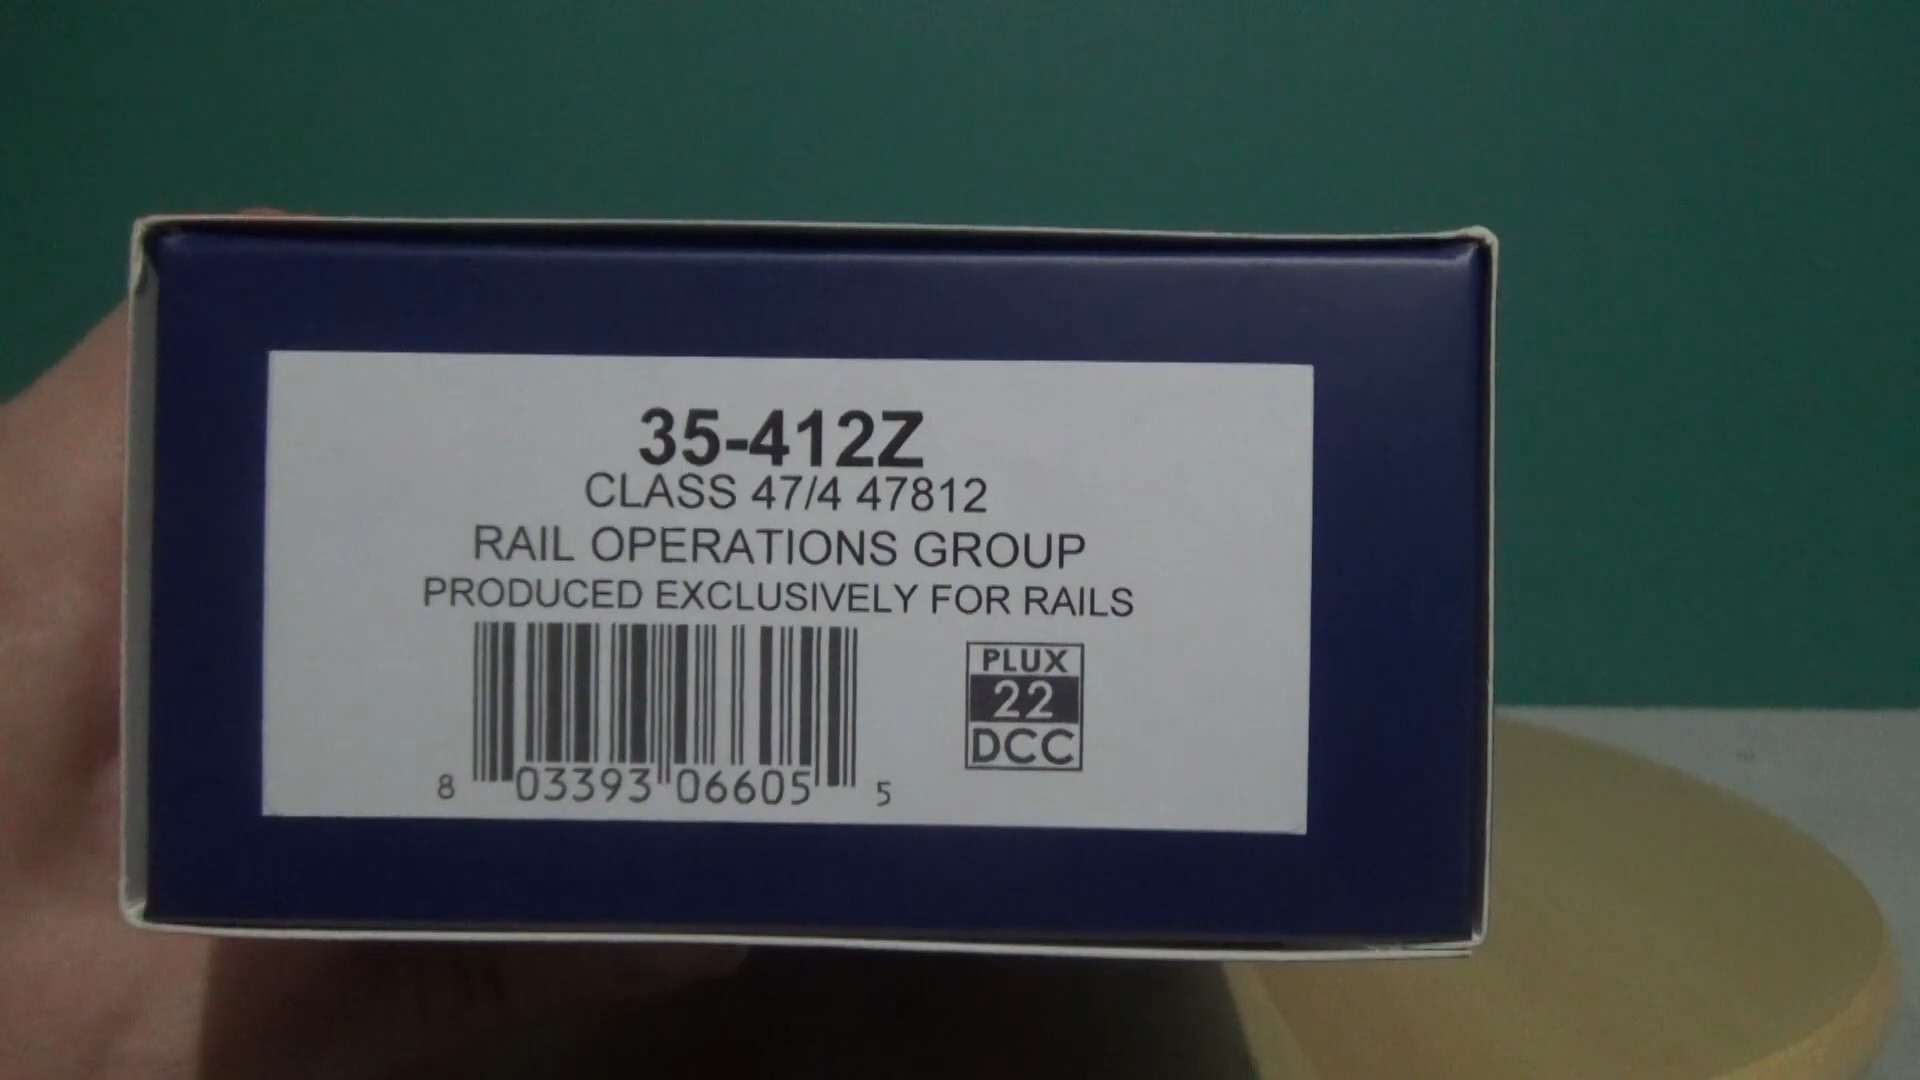 35-412Z
CLASS 47/4 47812
RAIL OPERATIONS GROUP
PRODUCED EXCLUSIVELY FOR RAILS
PLUX
22
DCC
8 03393 06605 5